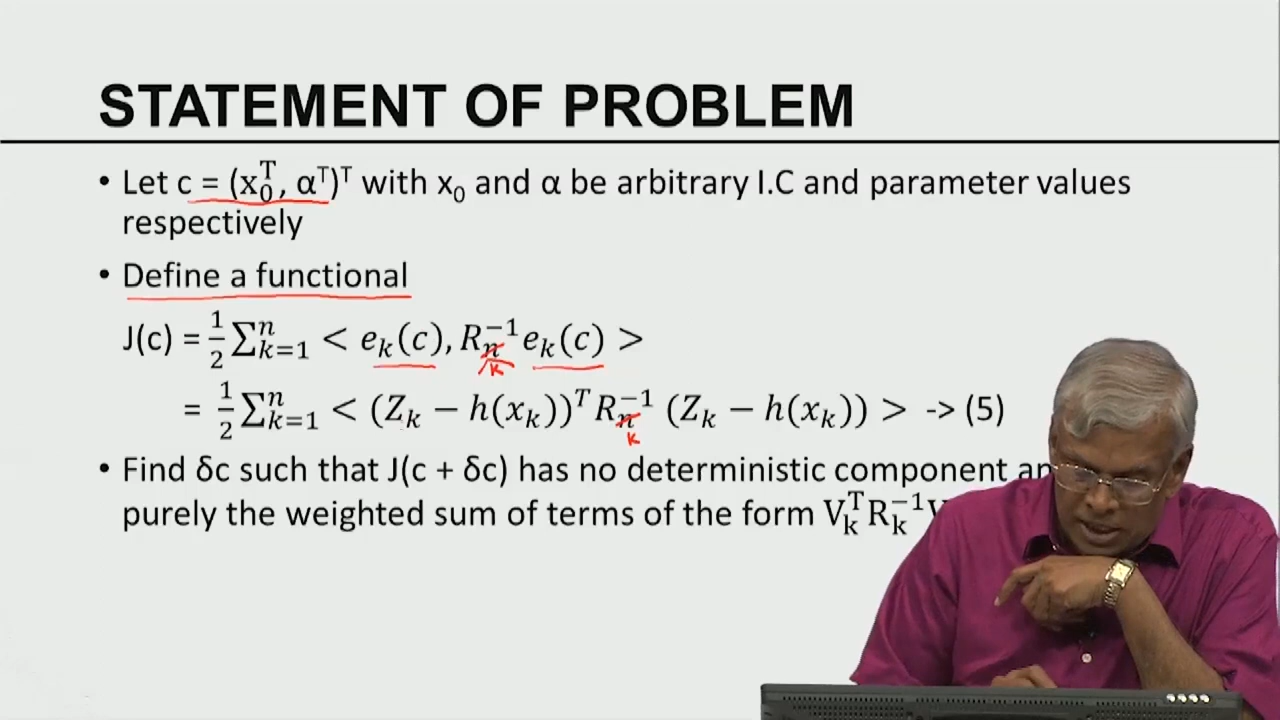 STATEMENT OF PROBLEM
• Let c = (x₀ᵀ, αᵀ)ᵀ with x₀ and α be arbitrary I.C and parameter values
respectively
• Define a functional
J(c) = 1/2 ∑ₖ₌₁ⁿ < eₖ(c), Rₙ⁻¹ eₖ(c) >
k
= 1/2 ∑ₖ₌₁ⁿ < (Zₖ − h(xₖ))ᵀ Rₙ⁻¹ (Zₖ − h(xₖ)) > -> (5)
k
• Find δc such that J(c + δc) has no deterministic component
purely the weighted sum of terms of the form Vₖᵀ Rₖ⁻¹